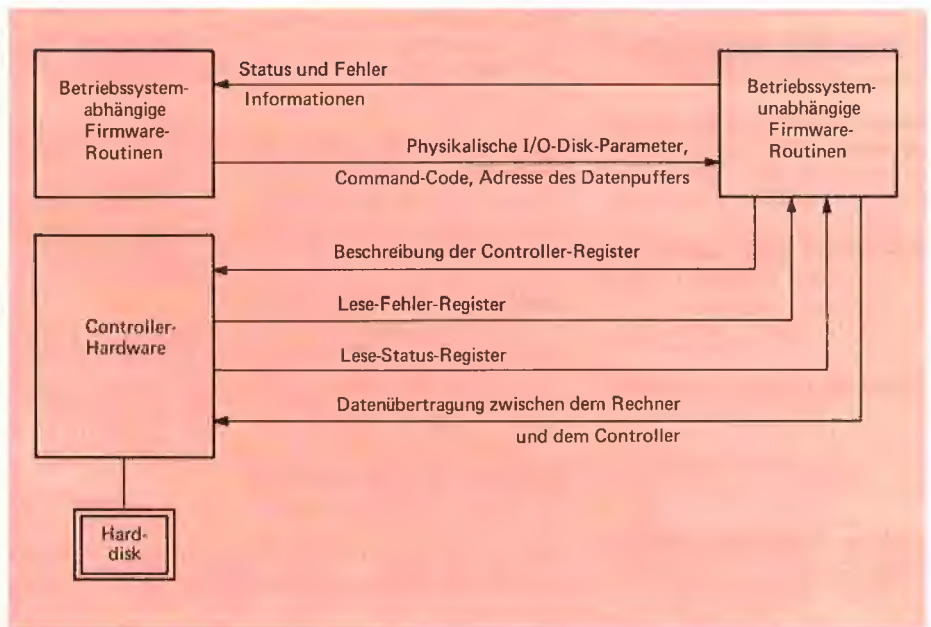 Betriebssystem-
abhängige
Firmware-
Routinen
Status und Fehler
Informationen
Physikalische I/O-Disk-Parameter,
Command-Code, Adresse des Datenpuffers
Betriebssystem-
unabhängige
Firmware-
Routinen
Controller-
Hardware
Beschreibung der Controller-Register
Lese-Fehler-Register
Lese-Status-Register
Datenübertragung zwischen dem Rechner
und dem Controller
Hard-
disk